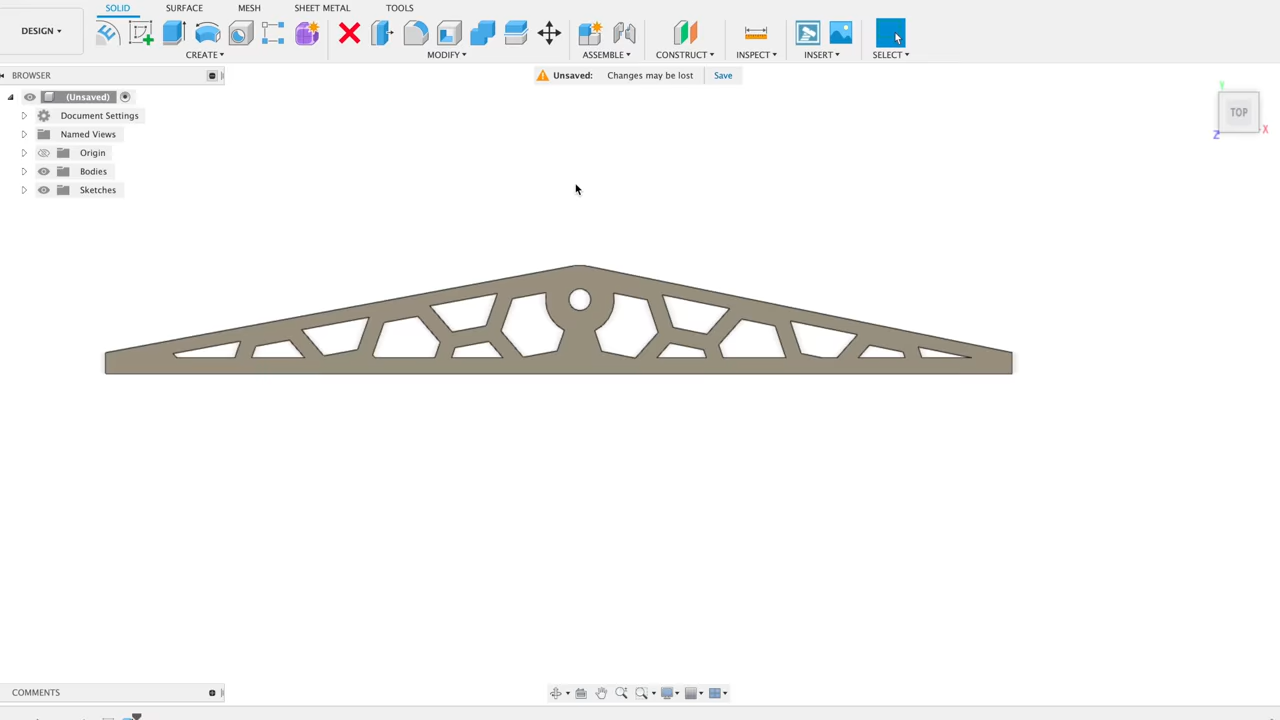 DESIGN
SOLID SURFACE MESH SHEET METAL TOOLS
CREATE MODIFY ASSEMBLE CONSTRUCT INSPECT INSERT SELECT
BROWSER
Unsaved: Changes may be lost Save
(Unsaved)
Document Settings
Named Views
Origin
Bodies
Sketches
TOP
X
Z
COMMENTS